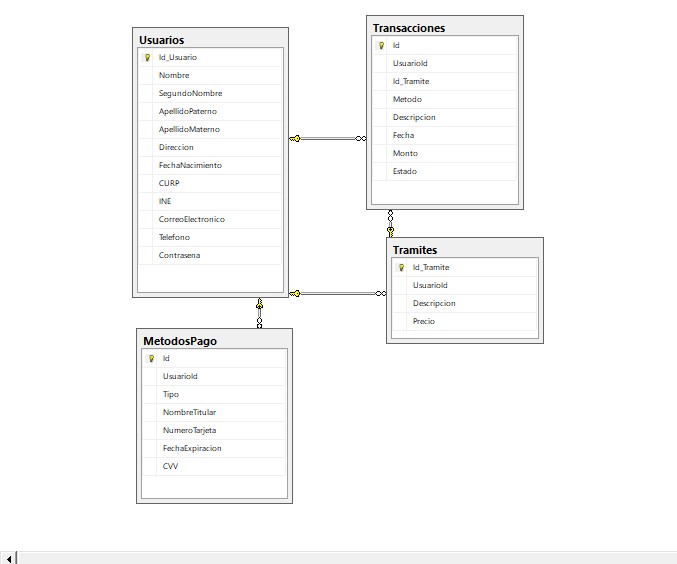 Usuarios
Id_Usuario
Nombre
SegundoNombre
ApellidoPaterno
ApellidoMaterno
Direccion
FechaNacimiento
CURP
INE
CorreoElectronico
Telefono
Contrasena
Transacciones
Id
UsuarioId
Id_Tramite
Metodo
Descripcion
Fecha
Monto
Estado
Tramites
Id_Tramite
UsuarioId
Descripcion
Precio
MetodosPago
Id
UsuarioId
Tipo
NombreTitular
NumeroTarjeta
FechaExpiracion
CVV